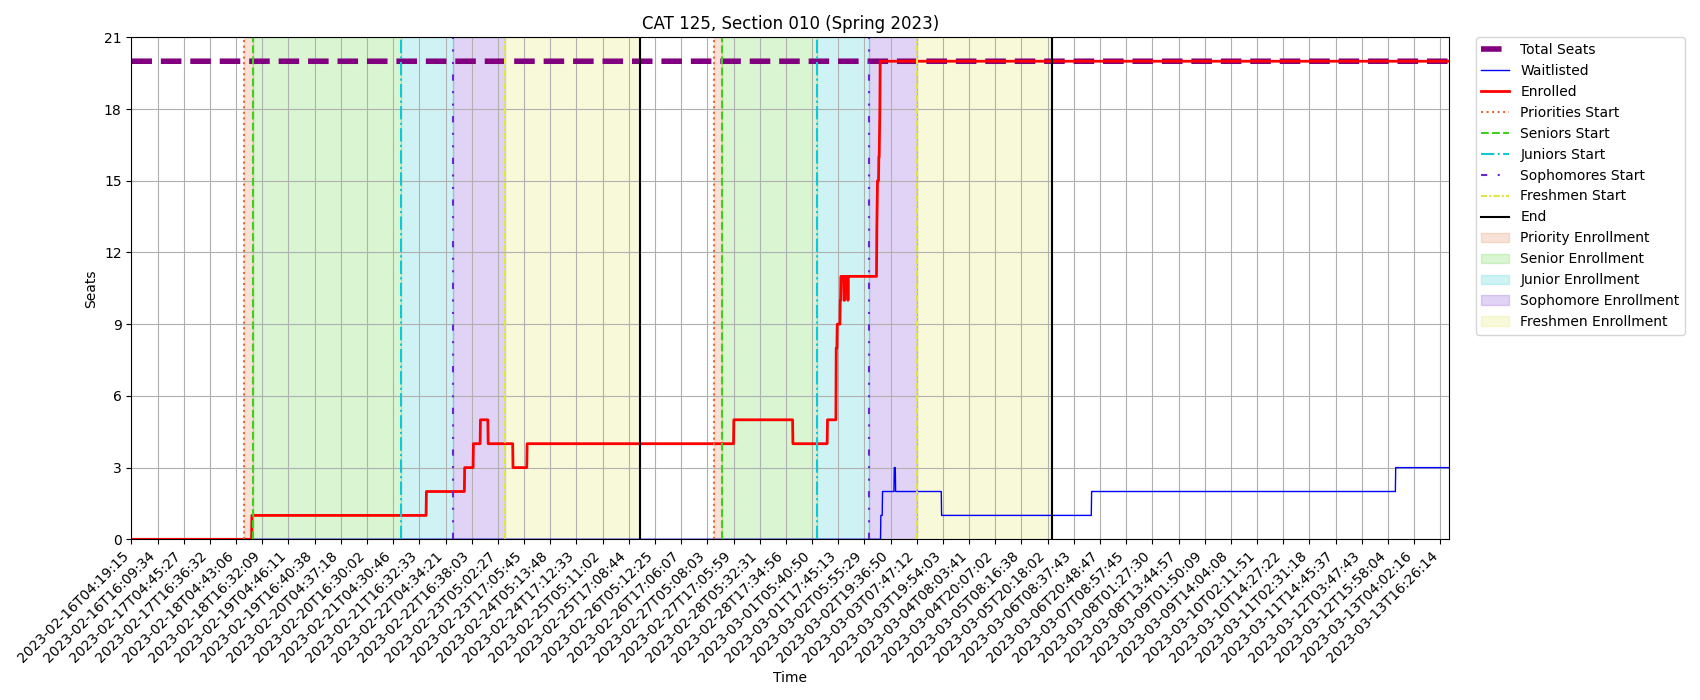 CAT 125, Section 010 (Spring 2023)
21
18
15
12
9
6
3
0
Seats
2023-02-16T04:19:15
2023-02-16T16:09:34
2023-02-17T04:45:27
2023-02-17T16:36:32
2023-02-18T04:43:06
2023-02-18T16:32:09
2023-02-19T04:46:11
2023-02-19T16:40:38
2023-02-20T04:37:18
2023-02-20T16:30:02
2023-02-21T04:30:46
2023-02-21T16:32:33
2023-02-22T04:34:21
2023-02-22T16:38:03
2023-02-23T05:02:27
2023-02-23T17:05:45
2023-02-24T05:13:48
2023-02-24T17:12:33
2023-02-25T05:11:02
2023-02-25T17:08:44
2023-02-26T05:12:25
2023-02-26T17:06:07
2023-02-27T05:08:03
2023-02-27T17:05:59
2023-02-28T05:32:31
2023-02-28T17:34:56
2023-03-01T05:40:50
2023-03-01T17:45:13
2023-03-02T05:55:29
2023-03-02T19:36:50
2023-03-03T07:47:12
2023-03-03T19:54:03
2023-03-04T08:03:41
2023-03-04T20:07:02
2023-03-05T08:16:38
2023-03-05T20:18:02
2023-03-06T08:37:43
2023-03-06T20:48:47
2023-03-07T08:57:45
2023-03-08T01:27:30
2023-03-08T13:44:57
2023-03-09T01:50:09
2023-03-09T14:04:08
2023-03-10T02:11:51
2023-03-10T14:27:22
2023-03-11T02:31:18
2023-03-11T14:45:37
2023-03-12T03:47:43
2023-03-12T15:58:04
2023-03-13T04:02:16
2023-03-13T16:26:14
Time
Total Seats
Waitlisted
Enrolled
Priorities Start
Seniors Start
Juniors Start
Sophomores Start
Freshmen Start
End
Priority Enrollment
Senior Enrollment
Junior Enrollment
Sophomore Enrollment
Freshmen Enrollment